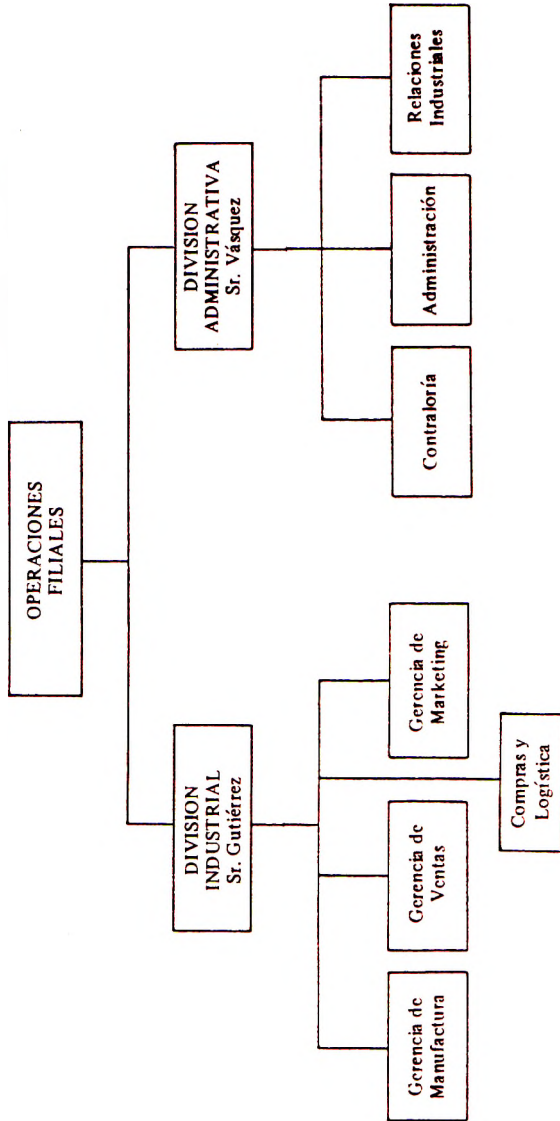 OPERACIONES
FILIALES
DIVISION
INDUSTRIAL
Sr. Gutiérrez
DIVISION
ADMINISTRATIVA
Sr. Vásquez
Gerencia de
Manufactura
Gerencia de
Ventas
Gerencia de
Marketing
Compras y
Logística
Contraloría
Administración
Relaciones
Industriales